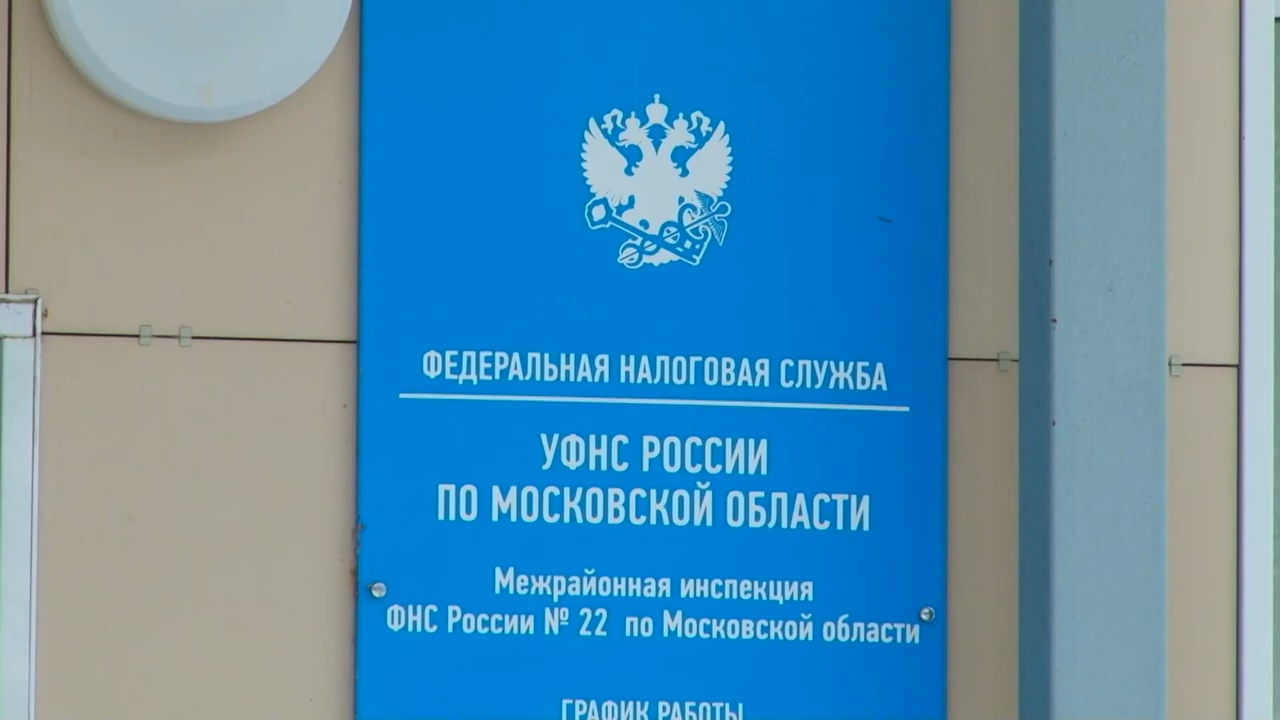 ФЕДЕРАЛЬНАЯ НАЛОГОВАЯ СЛУЖБА
УФНС РОССИИ
ПО МОСКОВСКОЙ ОБЛАСТИ
Межрайонная инспекция
ФНС России № 22 по Московской области
ГРАФИК РАБОТЫ